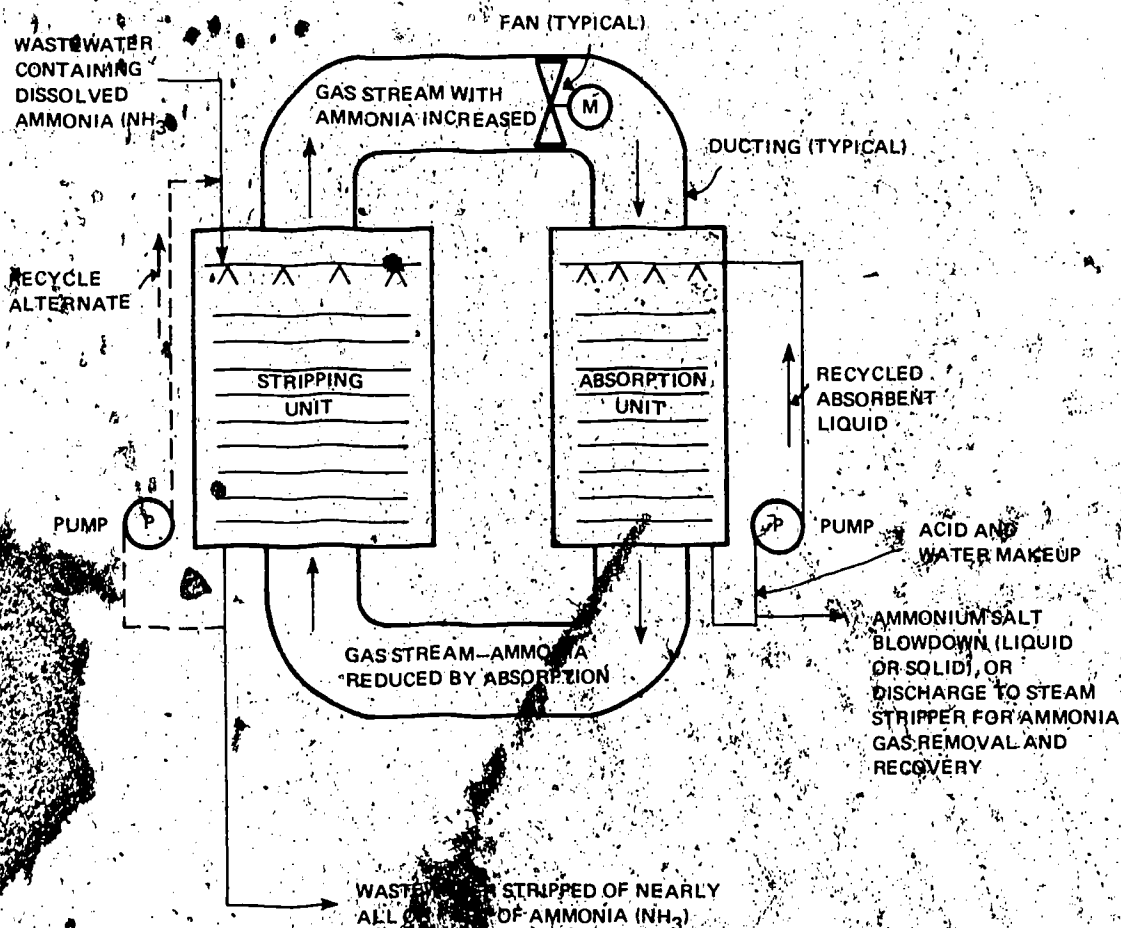 FAN (TYPICAL)
WASTEWATER
CONTAINING
DISSOLVED
AMMONIA (NH3
GAS STREAM WITH
AMMONIA INCREASED
M
DUCTING (TYPICAL)
RECYCLE
ALTERNATE
STRIPPING
UNIT
ABSORPTION
UNIT
RECYCLED
ABSORBENT
LIQUID
PUMP
P
P
PUMP
ACID AND
WATER MAKEUP
GAS STREAM–AMMONIA
REDUCED BY ABSORPTION
AMMONIUM SALT
BLOWDOWN (LIQUID
OR SOLID), OR
DISCHARGE TO STEAM
STRIPPER FOR AMMONIA
GAS REMOVAL AND
RECOVERY
WASTEWATER STRIPPED OF NEARLY
ALL OF AMMONIA (NH3)